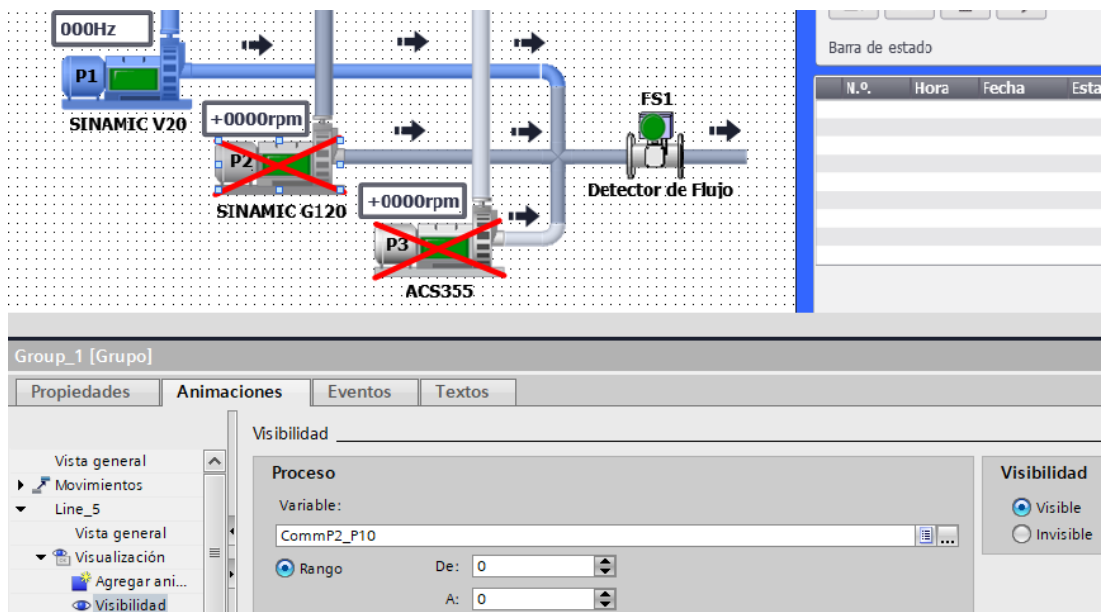 000Hz
P1
SINAMIC V20
+0000rpm
P2
SINAMIC G120
+0000rpm
P3
ACS355
FS1
Detector de Flujo
Barra de estado
N.º. Hora Fecha Esta
Group_1 [Grupo]
Propiedades Animaciones Eventos Textos
Vista general
Movimientos
Line_5
Vista general
Visualización
Agregar ani...
Visibilidad
Visibilidad
Proceso
Variable:
CommP2_P10
...
Rango De: 0
A: 0
Visibilidad
Visible
Invisible